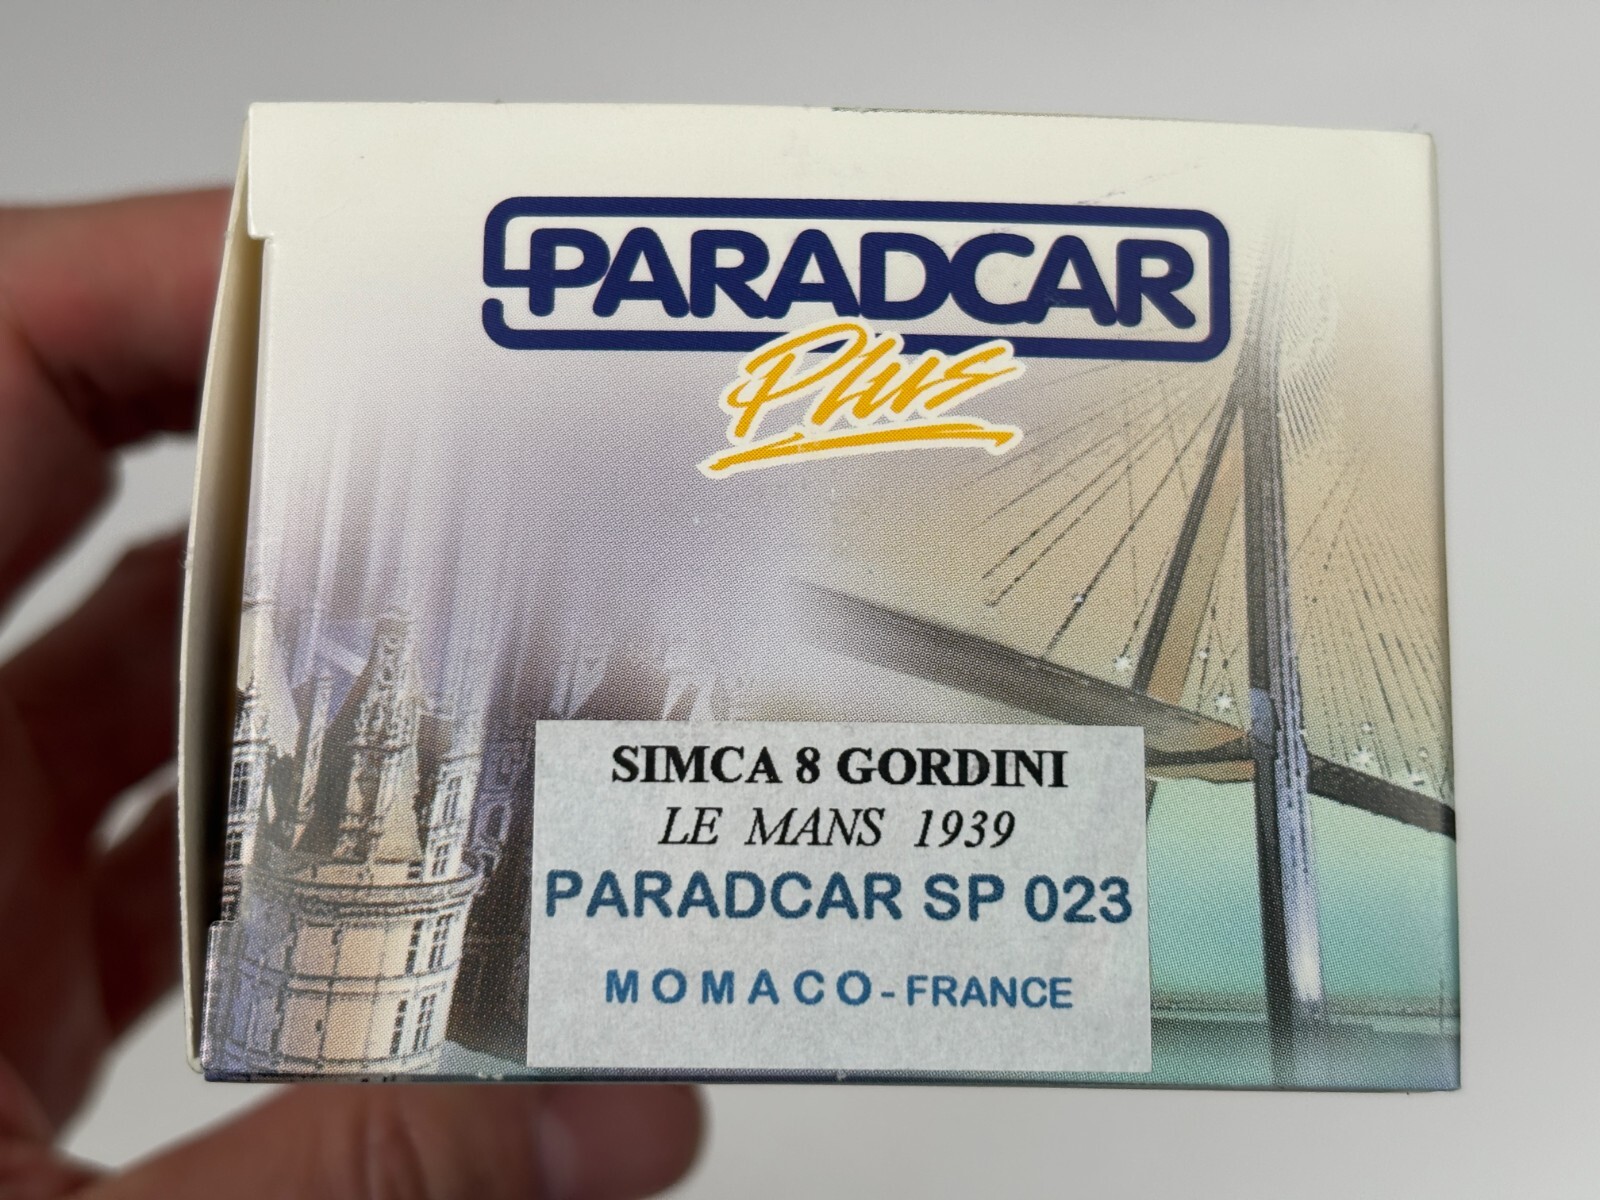 PARADCAR
Plus
SIMCA 8 GORDINI
LE MANS 1939
PARADCAR SP 023
MOMACO-FRANCE